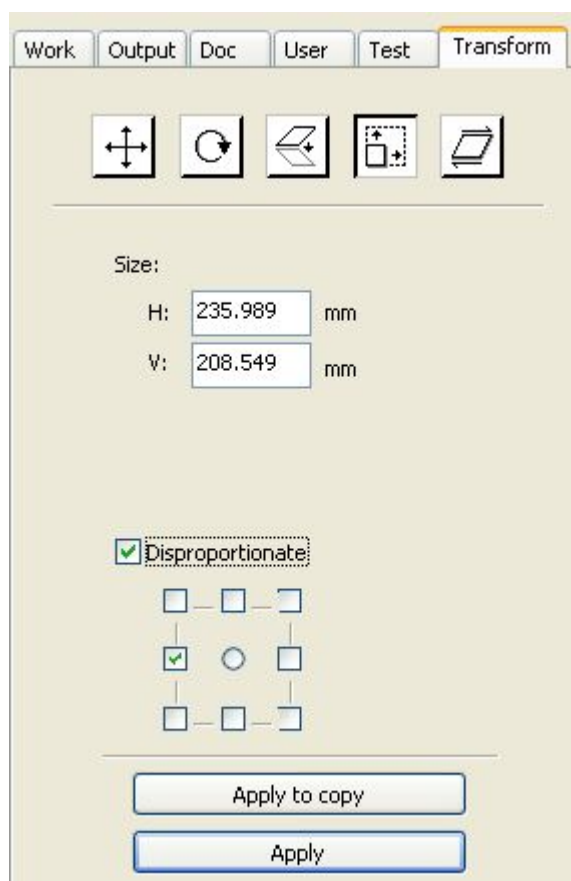 Work Output Doc User Test Transform
Size:
H: 235.989 mm
V: 208.549 mm
Disproportionate
Apply to copy
Apply